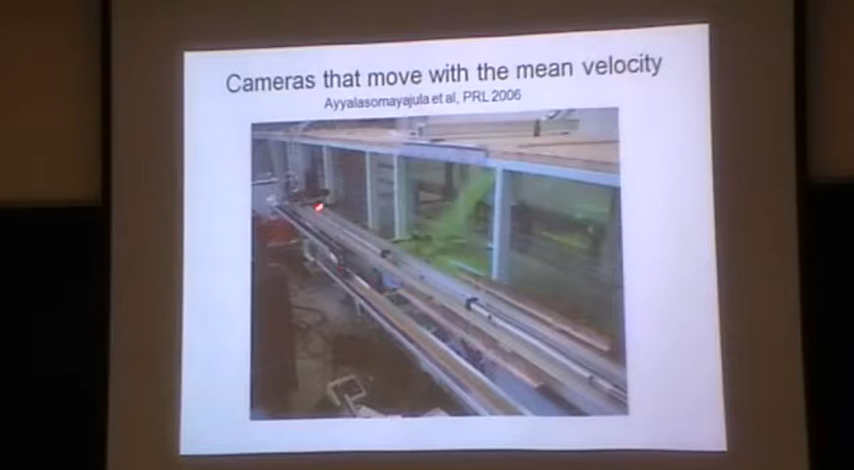 Cameras that move with the mean velocity
Ayyalasomayajula et al, PRL 2006